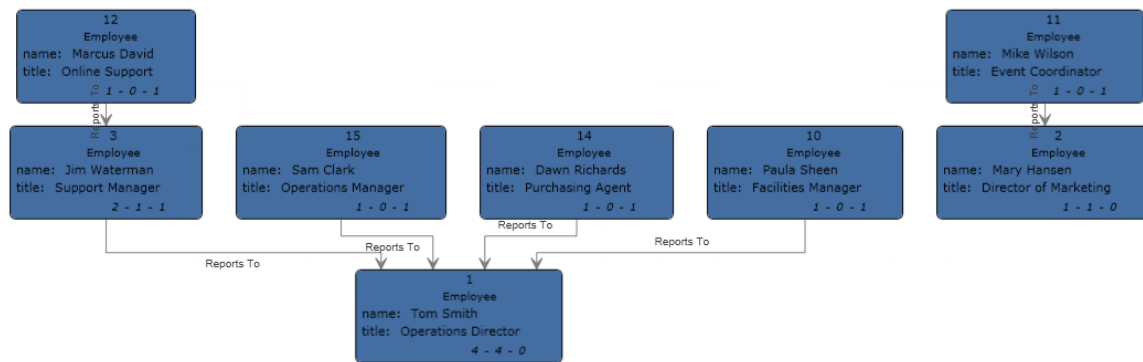 12
Employee
name: Marcus David
title: Online Support
1 - 0 - 1
11
Employee
name: Mike Wilson
title: Event Coordinator
1 - 0 - 1
Reports To
Reports To
3
Employee
name: Jim Waterman
title: Support Manager
2 - 1 - 1
15
Employee
name: Sam Clark
title: Operations Manager
1 - 0 - 1
14
Employee
name: Dawn Richards
title: Purchasing Agent
1 - 0 - 1
10
Employee
name: Paula Sheen
title: Facilities Manager
1 - 0 - 1
2
Employee
name: Mary Hansen
title: Director of Marketing
1 - 1 - 0
Reports To
Reports To
Reports To
Reports To
1
Employee
name: Tom Smith
title: Operations Director
4 - 4 - 0